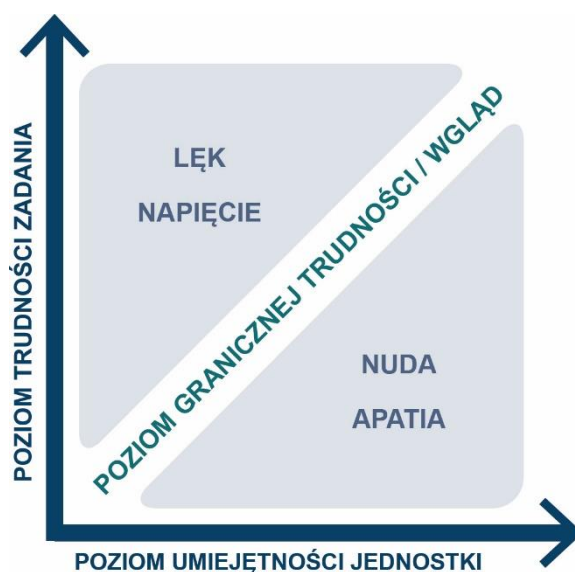 POZIOM TRUDNOŚCI ZADANIA
LĘK
NAPIĘCIE
POZIOM GRANICZNEJ TRUDNOŚCI / WGLĄD
NUDA
APATIA
POZIOM UMIEJĘTNOŚCI JEDNOSTKI